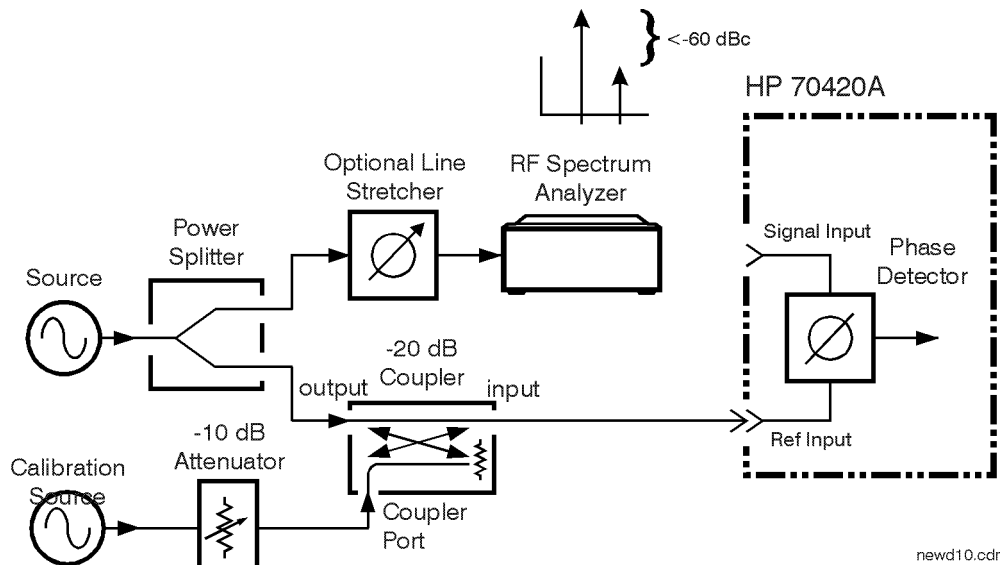 <-60 dBc
HP 70420A
Optional Line
Stretcher
RF Spectrum
Analyzer
Power
Splitter
Signal Input
Phase
Detector
Source
-20 dB
Coupler
output
input
-10 dB
Attenuator
Ref Input
Calibration
Source
Coupler
Port
newd10.cdr